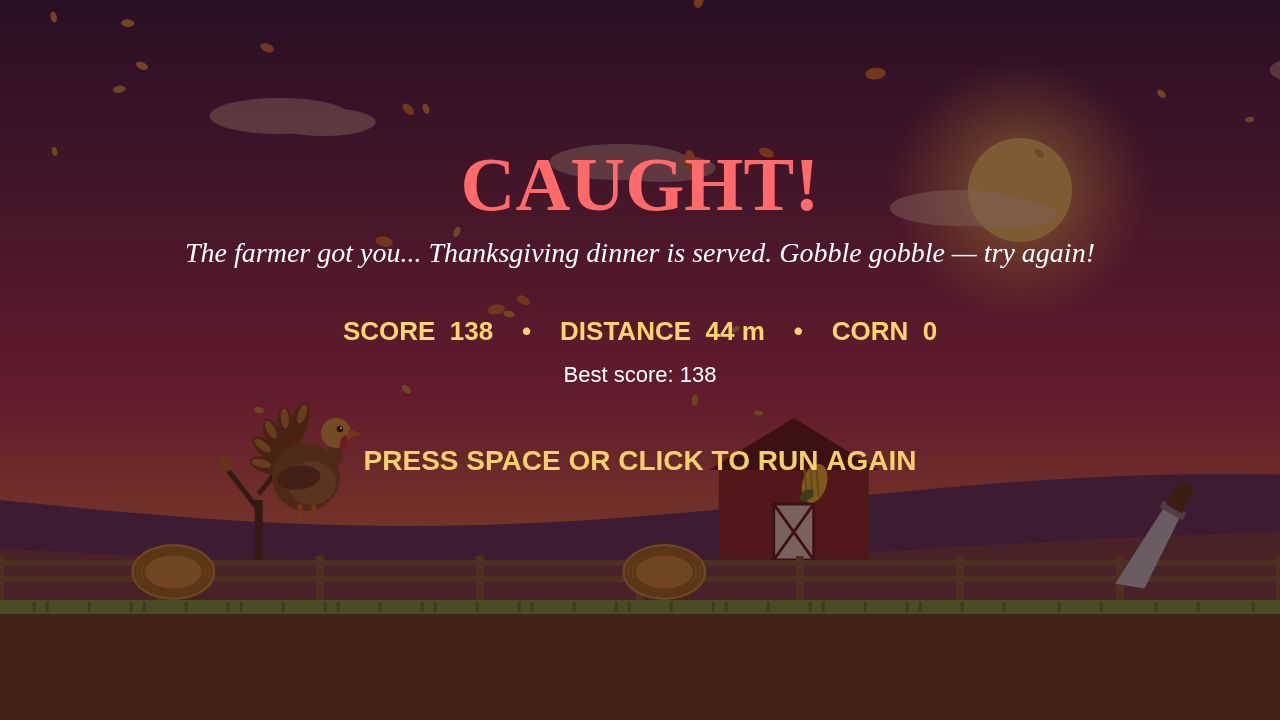 CAUGHT!
The farmer got you... Thanksgiving dinner is served. Gobble gobble — try again!
SCORE 138 • DISTANCE 44 m • CORN 0
Best score: 138
PRESS SPACE OR CLICK TO RUN AGAIN